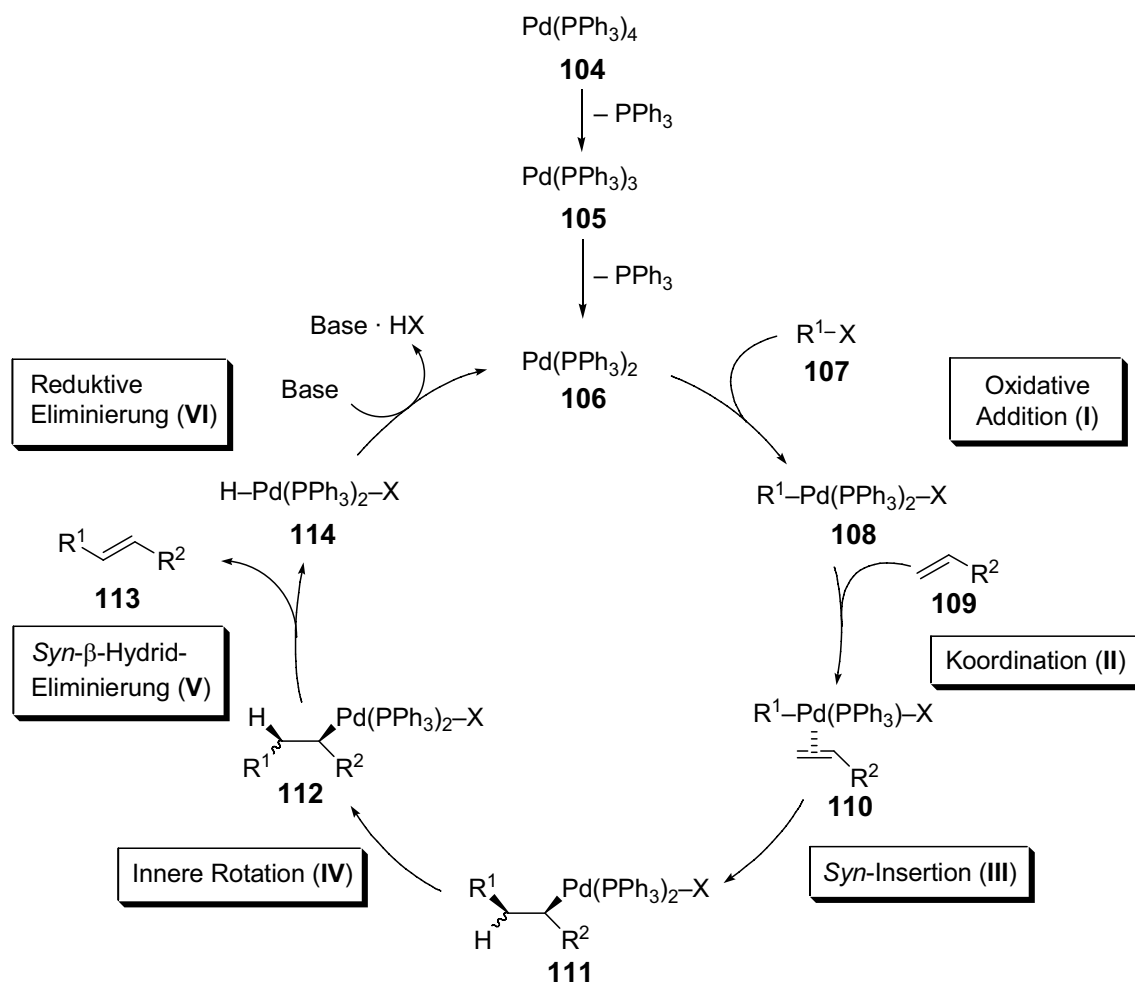 Pd(PPh3)4
104
– PPh3
Pd(PPh3)3
105
– PPh3
Base · HX
Base
Pd(PPh3)2
106
R1–X
107
Reduktive
Eliminierung (VI)
Oxidative
Addition (I)
H–Pd(PPh3)2–X
114
R1–Pd(PPh3)2–X
108
R1
R2
113
R2
109
Syn-β-Hydrid-
Eliminierung (V)
Koordination (II)
H
Pd(PPh3)2–X
R1
R2
112
R1–Pd(PPh3)–X
R2
110
Innere Rotation (IV)
Syn-Insertion (III)
R1
Pd(PPh3)2–X
H
R2
111